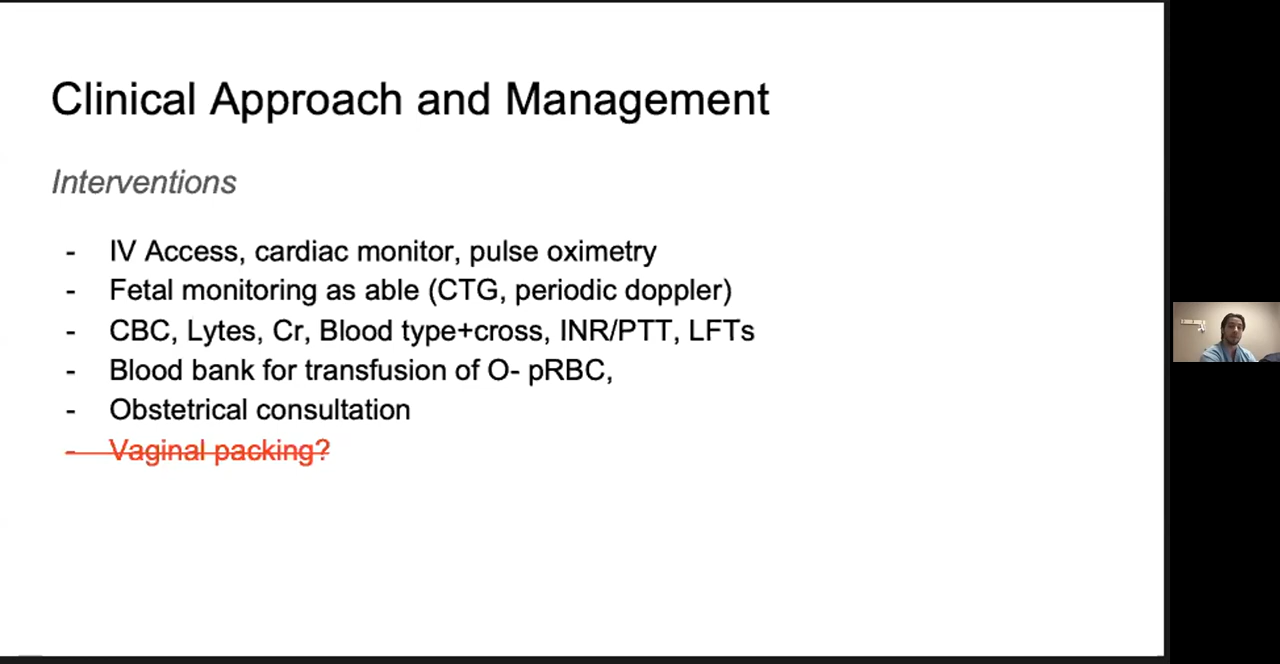 Clinical Approach and Management
Interventions
- IV Access, cardiac monitor, pulse oximetry
- Fetal monitoring as able (CTG, periodic doppler)
- CBC, Lytes, Cr, Blood type+cross, INR/PTT, LFTs
- Blood bank for transfusion of O- pRBC,
- Obstetrical consultation
- Vaginal packing?